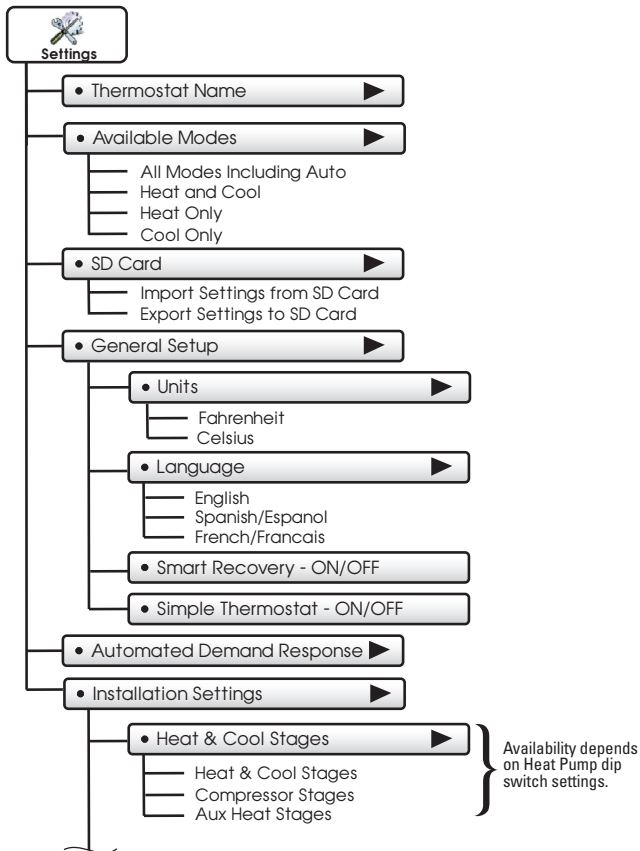 Settings
• Thermostat Name
• Available Modes
All Modes Including Auto
Heat and Cool
Heat Only
Cool Only
• SD Card
Import Settings from SD Card
Export Settings to SD Card
• General Setup
• Units
Fahrenheit
Celsius
• Language
English
Spanish/Espanol
French/Francais
• Smart Recovery - ON/OFF
• Simple Thermostat - ON/OFF
• Automated Demand Response
• Installation Settings
• Heat & Cool Stages
Heat & Cool Stages
Compressor Stages
Aux Heat Stages
Availability depends
on Heat Pump dip
switch settings.